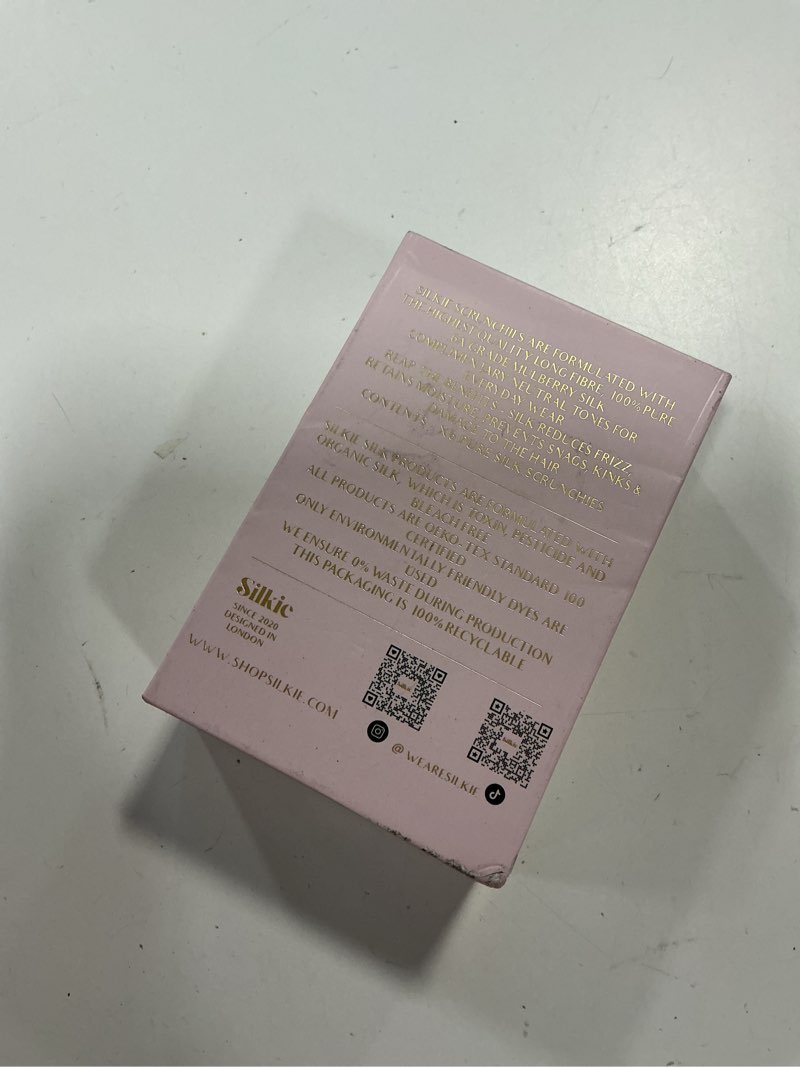 SILKIE SCRUNCHIES ARE FORMULATED WITH
THE HIGHEST QUALITY LONG FIBRE, 100% PURE
6A GRADE MULBERRY SILK
COMPLIMENTARY NEUTRAL TONES FOR
EVERYDAY WEAR
REAP THE BENEFITS - SILK REDUCES FRIZZ,
RETAINS MOISTURE, PREVENTS SNAGS, KINKS &
DAMAGE TO THE HAIR
CONTENTS - X6 PURE SILK SCRUNCHIES
SILKIE SILK PRODUCTS ARE FORMULATED WITH
ORGANIC SILK, WHICH IS TOXIN, PESTICIDE AND
BLEACH FREE
ALL PRODUCTS ARE OEKO-TEX STANDARD 100
CERTIFIED
ONLY ENVIRONMENTALLY FRIENDLY DYES ARE
USED
WE ENSURE 0% WASTE DURING PRODUCTION
THIS PACKAGING IS 100% RECYCLABLE
Silkie
SINCE 2020
DESIGNED IN
LONDON
WWW.SHOPSILKIE.COM
@WEARESILKIE